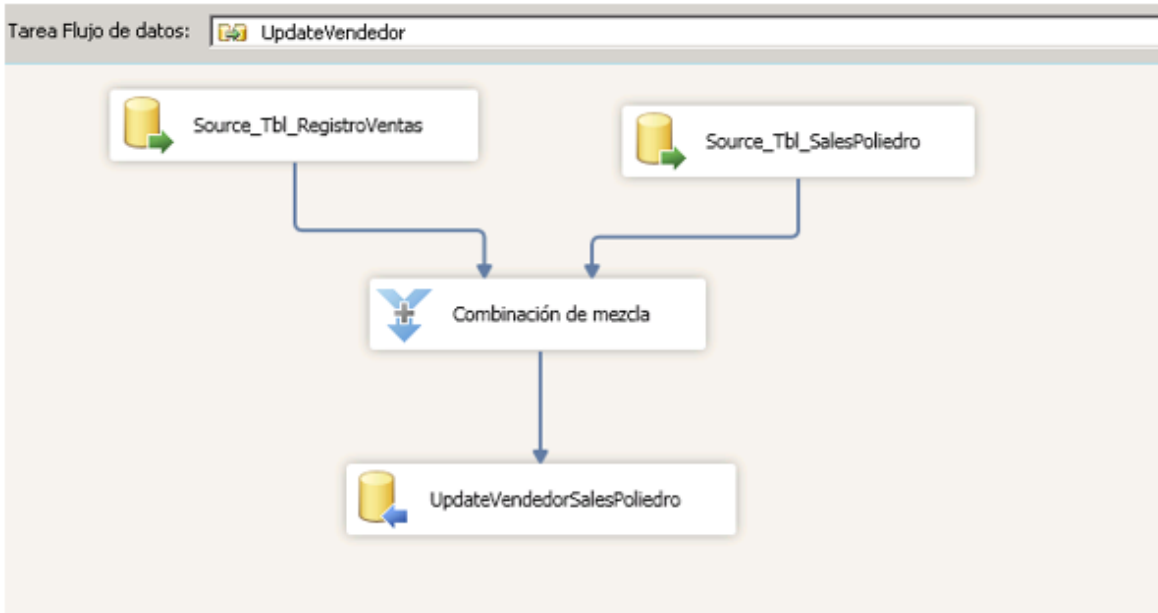 Tarea Flujo de datos: UpdateVendedor
Source_Tbl_RegistroVentas
Source_Tbl_SalesPoliedro
Combinación de mezcla
UpdateVendedorSalesPoliedro